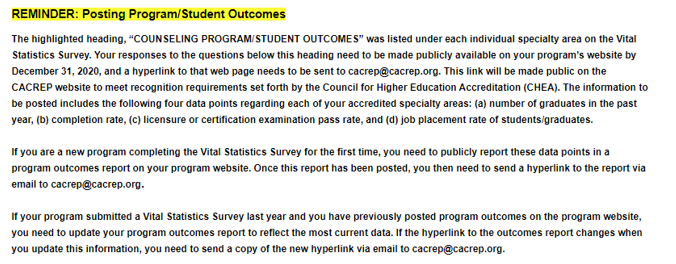 REMINDER: Posting Program/Student Outcomes
The highlighted heading, “COUNSELING PROGRAM/STUDENT OUTCOMES” was listed under each individual specialty area on the Vital
Statistics Survey. Your responses to the questions below this heading need to be made publicly available on your program’s website by
December 31, 2020, and a hyperlink to that web page needs to be sent to cacrep@cacrep.org. This link will be made public on the
CACREP website to meet recognition requirements set forth by the Council for Higher Education Accreditation (CHEA). The information to
be posted includes the following four data points regarding each of your accredited specialty areas: (a) number of graduates in the past
year, (b) completion rate, (c) licensure or certification examination pass rate, and (d) job placement rate of students/graduates.
If you are a new program completing the Vital Statistics Survey for the first time, you need to publicly report these data points in a
program outcomes report on your program website. Once this report has been posted, you then need to send a hyperlink to the report via
email to cacrep@cacrep.org.
If your program submitted a Vital Statistics Survey last year and you have previously posted program outcomes on the program website,
you need to update your program outcomes report to reflect the most current data. If the hyperlink to the outcomes report changes when
you update this information, you need to send a copy of the new hyperlink via email to cacrep@cacrep.org.